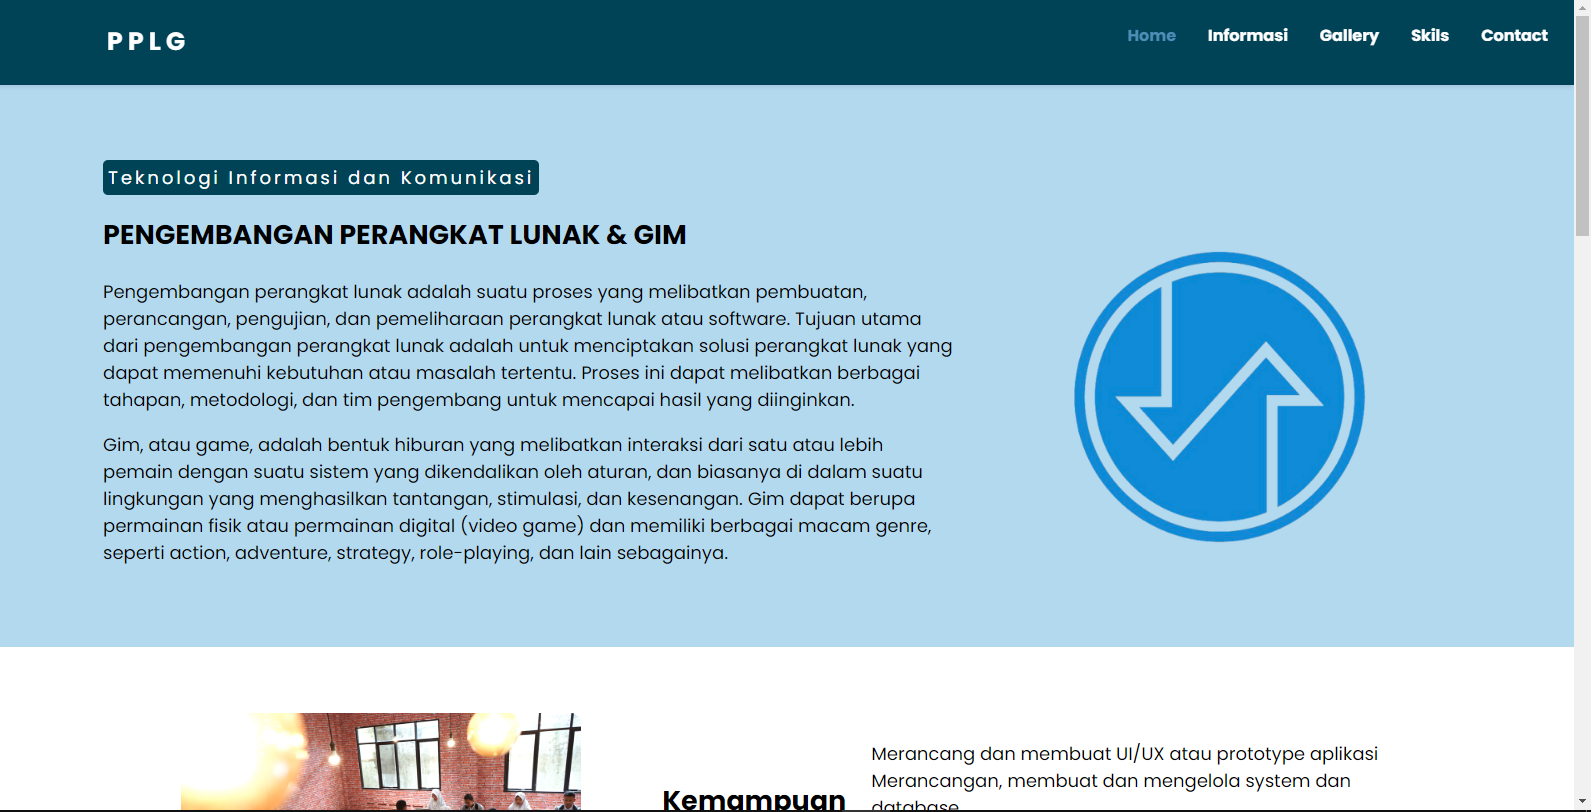 PPLG
Home Informasi Gallery Skils Contact
Teknologi Informasi dan Komunikasi
PENGEMBANGAN PERANGKAT LUNAK & GIM
Pengembangan perangkat lunak adalah suatu proses yang melibatkan pembuatan,
perancangan, pengujian, dan pemeliharaan perangkat lunak atau software. Tujuan utama
dari pengembangan perangkat lunak adalah untuk menciptakan solusi perangkat lunak yang
dapat memenuhi kebutuhan atau masalah tertentu. Proses ini dapat melibatkan berbagai
tahapan, metodologi, dan tim pengembang untuk mencapai hasil yang diinginkan.
Gim, atau game, adalah bentuk hiburan yang melibatkan interaksi dari satu atau lebih
pemain dengan suatu sistem yang dikendalikan oleh aturan, dan biasanya di dalam suatu
lingkungan yang menghasilkan tantangan, stimulasi, dan kesenangan. Gim dapat berupa
permainan fisik atau permainan digital (video game) dan memiliki berbagai macam genre,
seperti action, adventure, strategy, role-playing, dan lain sebagainya.
Kemampuan
Merancang dan membuat UI/UX atau prototype aplikasi
Merancangan, membuat dan mengelola system dan
database